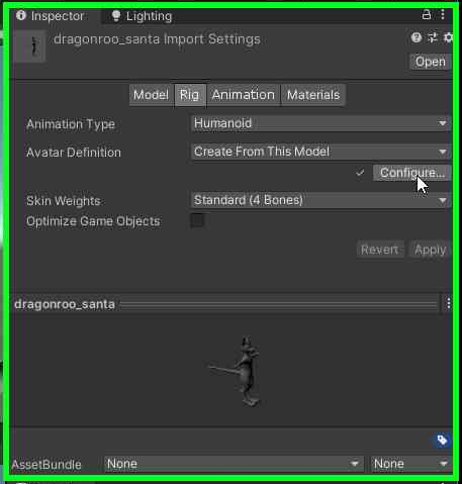 Inspector Lighting
dragonroo_santa Import Settings
Open
Model Rig Animation Materials
Animation Type Humanoid
Avatar Definition Create From This Model
Configure...
Skin Weights Standard (4 Bones)
Optimize Game Objects
Revert Apply
dragonroo_santa
AssetBundle None None